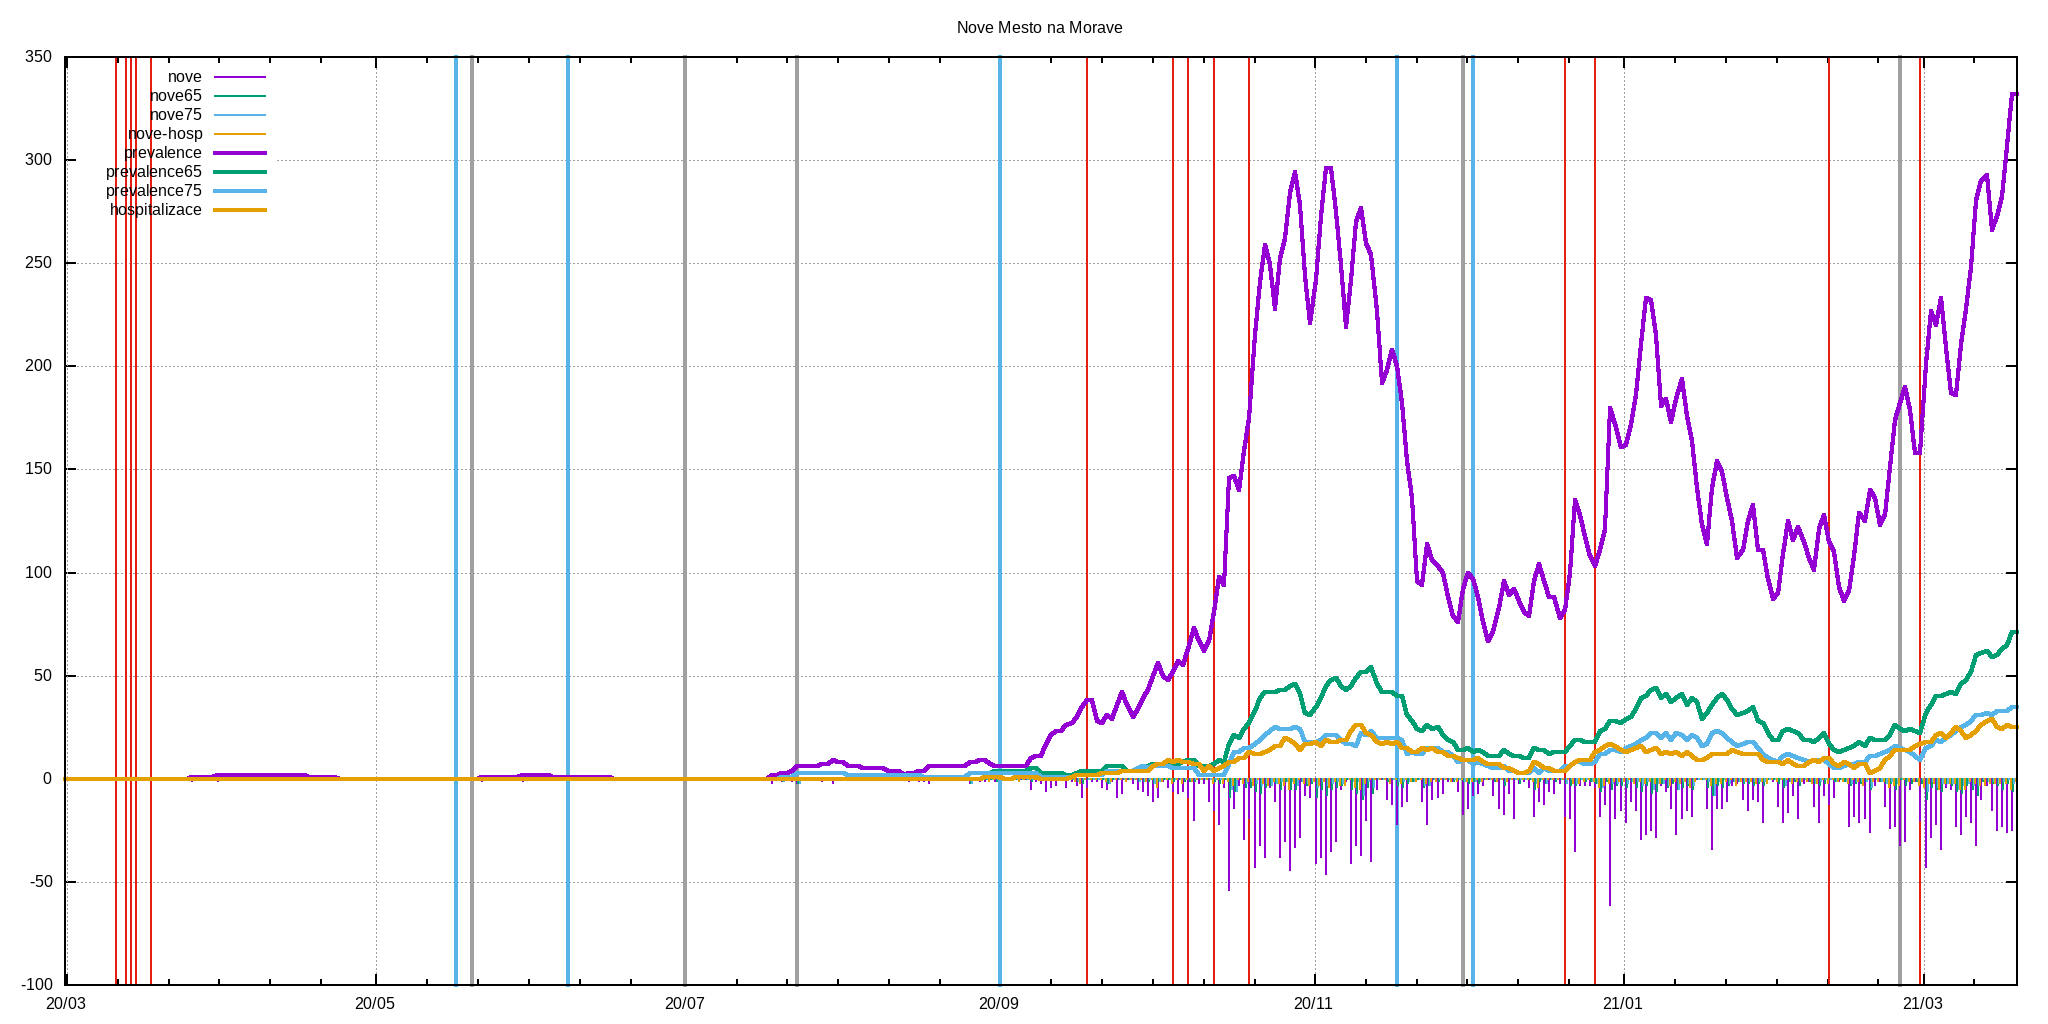 Nove Mesto na Morave
350
300
250
200
150
100
50
0
-50
-100
nove
nove65
nove75
nove-hosp
prevalence
prevalence65
prevalence75
hospitalizace
20/03 20/05 20/07 20/09 20/11 21/01 21/03